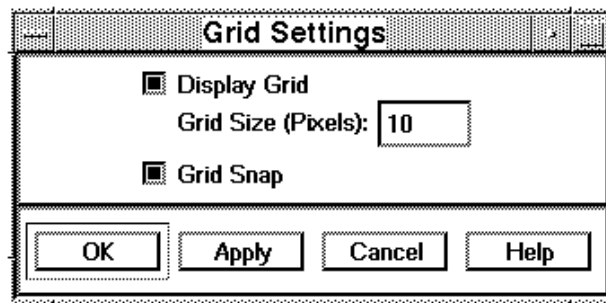 Grid Settings
Display Grid
Grid Size (Pixels): 10
Grid Snap
OK Apply Cancel Help